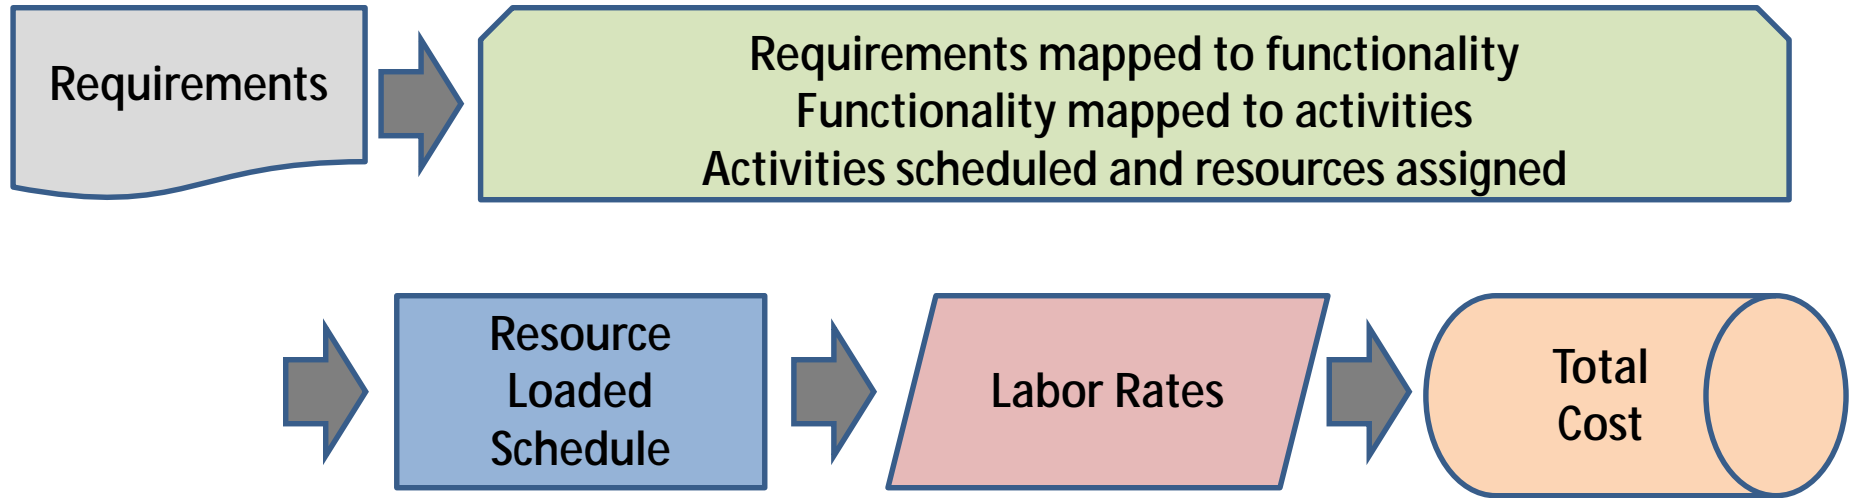 Requirements
Requirements mapped to functionality
Functionality mapped to activities
Activities scheduled and resources assigned
Resource
Loaded
Schedule
Labor Rates
Total
Cost